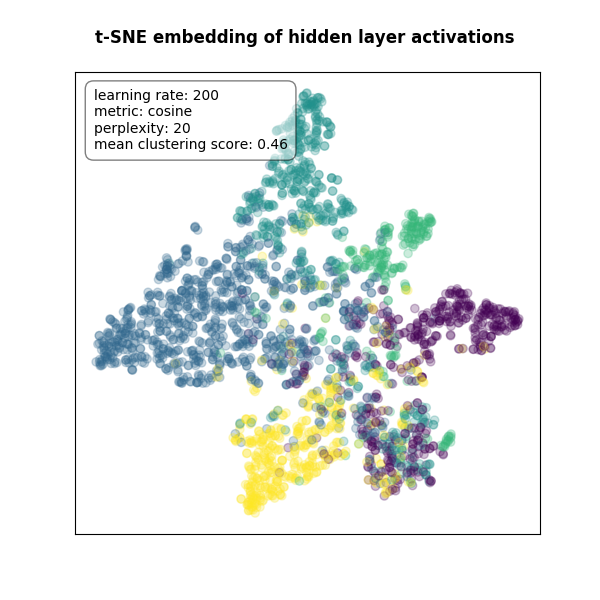 t-SNE embedding of hidden layer activations
learning rate: 200
metric: cosine
perplexity: 20
mean clustering score: 0.46